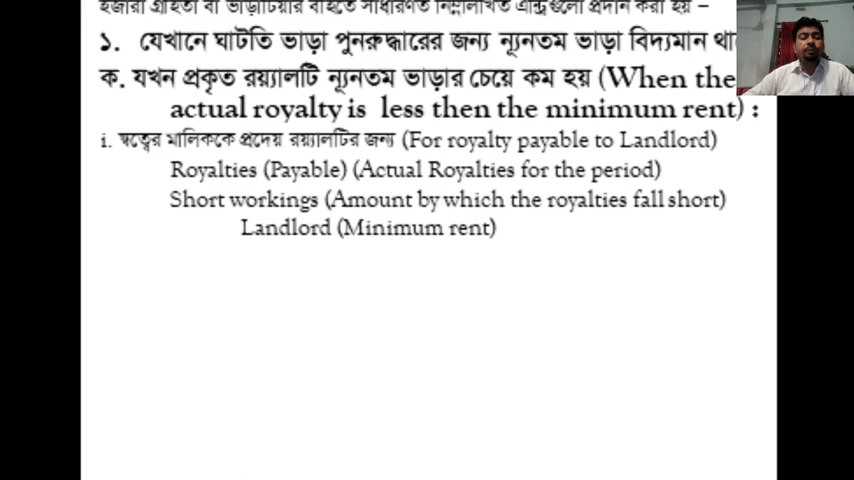 ইজারা গ্রহিতা বা ভাড়াটিয়ার বইতে সাধারণত নিম্নলিখিত এন্ট্রিগুলো প্রদান করা হয় –
১. যেখানে ঘাটতি ভাড়া পুনরুদ্ধারের জন্য ন্যূনতম ভাড়া বিদ্যমান
ক. যখন প্রকৃত রয়্যালটি ন্যূনতম ভাড়ার চেয়ে কম হয় (When the
actual royalty is less then the minimum rent) :
i. স্বত্বের মালিককে প্রদেয় রয়্যালটির জন্য (For royalty payable to Landlord)
Royalties (Payable) (Actual Royalties for the period)
Short workings (Amount by which the royalties fall short)
Landlord (Minimum rent)